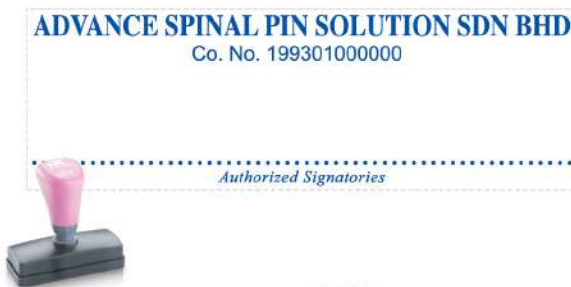 ADVANCE SPINAL PIN SOLUTION SDN BHD
Co. No. 199301000000
Authorized Signatories